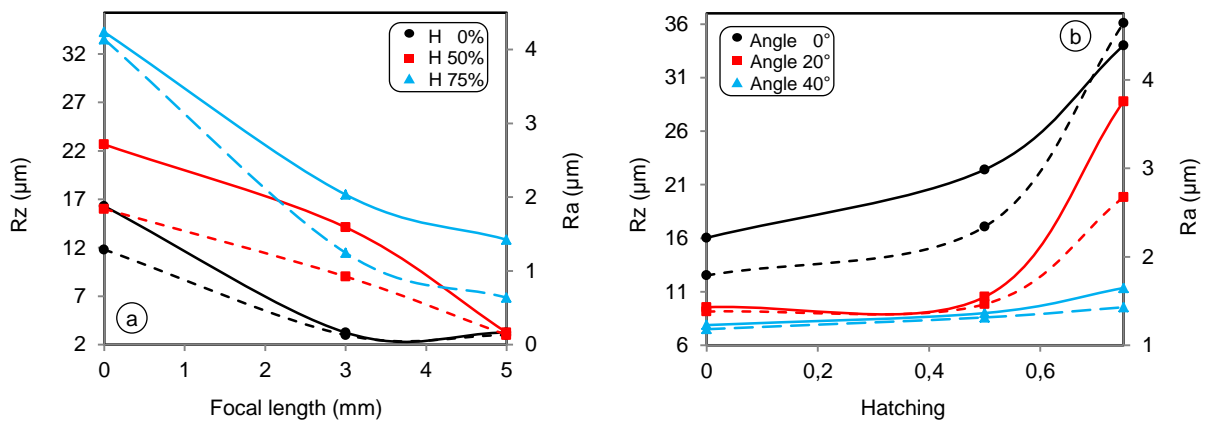 32
27
22
17
12
7
2
Rz (µm)
H 0%
H 50%
H 75%
a
4
3
2
1
0
Ra (µm)
0 1 2 3 4 5
Focal length (mm)
36
31
26
21
16
11
6
Rz (µm)
Angle 0°
Angle 20°
Angle 40°
b
4
3
2
1
Ra (µm)
0 0,2 0,4 0,6
Hatching